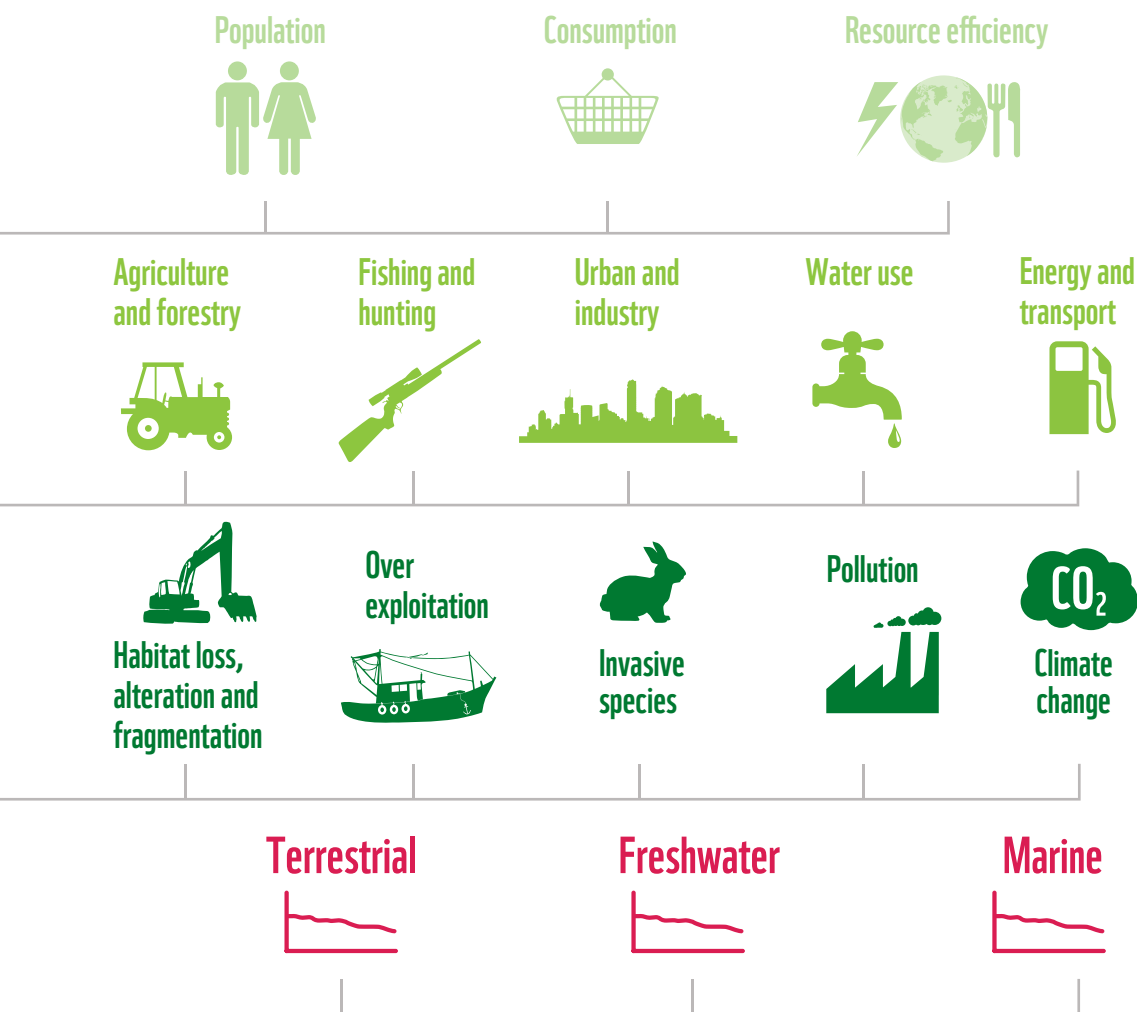 Population
Consumption
Resource efficiency
Agriculture
and forestry
Fishing and
hunting
Urban and
industry
Water use
Energy and
transport
Habitat loss,
alteration and
fragmentation
Over
exploitation
Invasive
species
Pollution
CO₂
Climate
change
Terrestrial
Freshwater
Marine